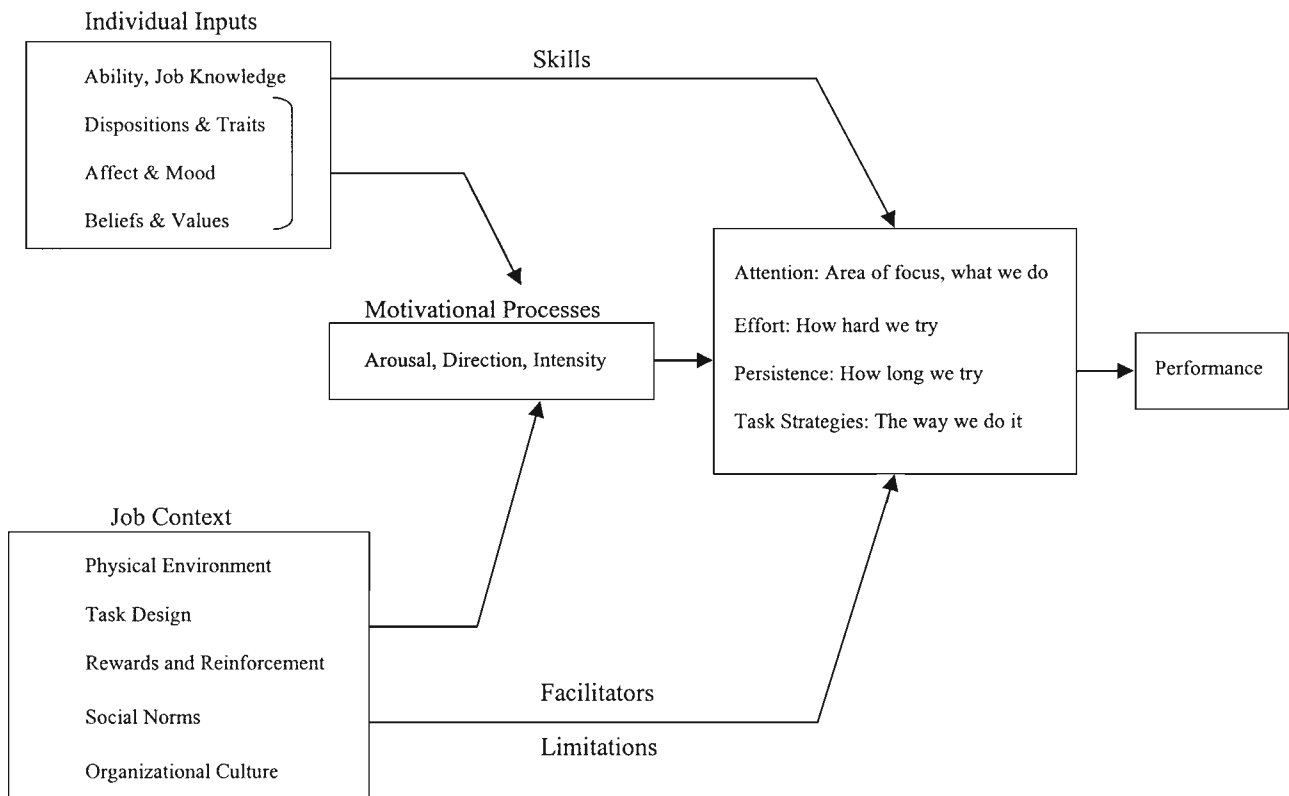 Individual Inputs
Ability, Job Knowledge
Dispositions & Traits
Affect & Mood
Beliefs & Values
Skills
Motivational Processes
Arousal, Direction, Intensity
Attention: Area of focus, what we do
Effort: How hard we try
Persistence: How long we try
Task Strategies: The way we do it
Performance
Job Context
Physical Environment
Task Design
Rewards and Reinforcement
Social Norms
Organizational Culture
Facilitators
Limitations